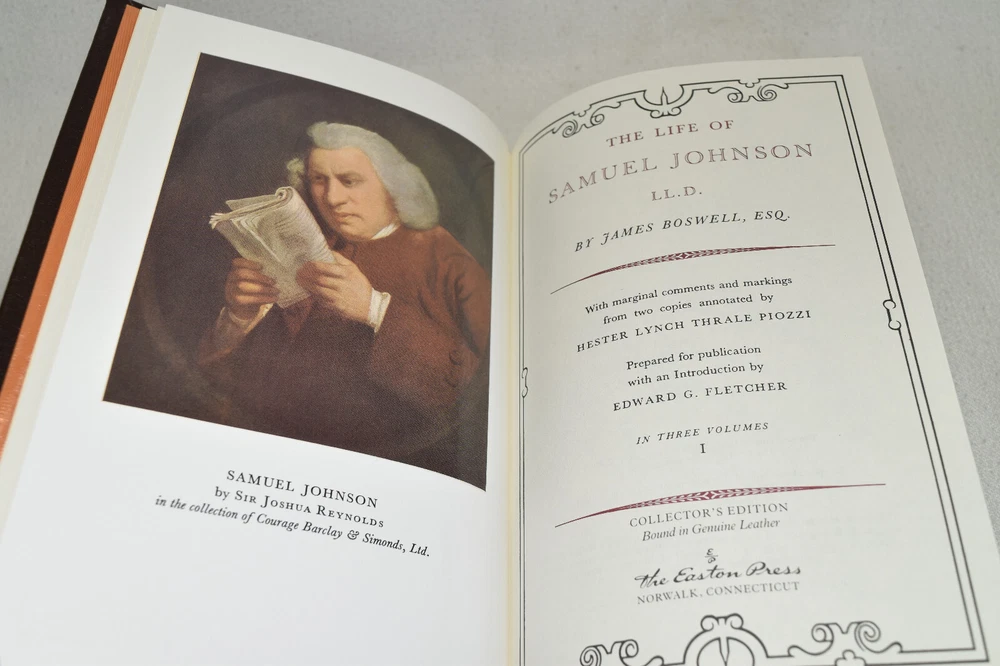 SAMUEL JOHNSON
by SIR JOSHUA REYNOLDS
in the collection of Courage Barclay & Simonds, Ltd.
THE LIFE OF
SAMUEL JOHNSON
LL.D.
BY JAMES BOSWELL, ESQ.
With marginal comments and markings
from two copies annotated by
HESTER LYNCH THRALE PIOZZI
Prepared for publication
with an Introduction by
EDWARD G. FLETCHER
IN THREE VOLUMES
I
COLLECTOR'S EDITION
Bound in Genuine Leather
The Easton Press
NORWALK, CONNECTICUT